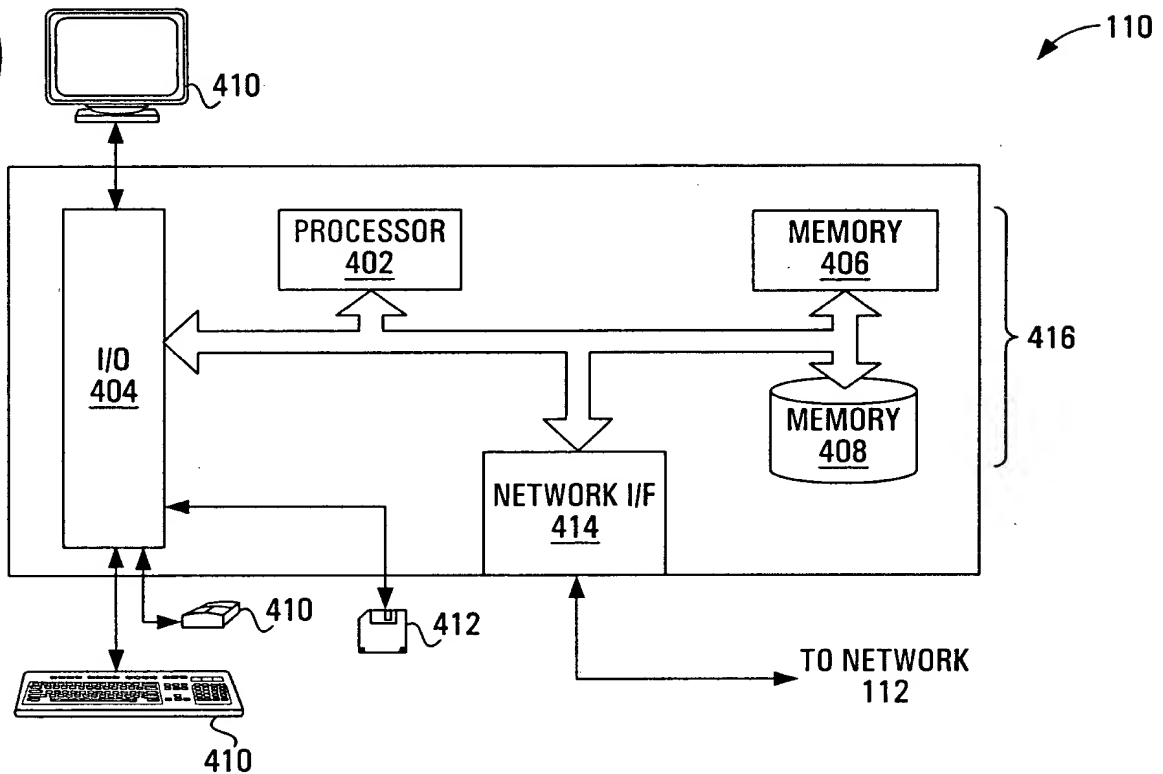 110
410
PROCESSOR
402
MEMORY
406
416
I/O
404
MEMORY
408
NETWORK I/F
414
410
412
TO NETWORK
112
410